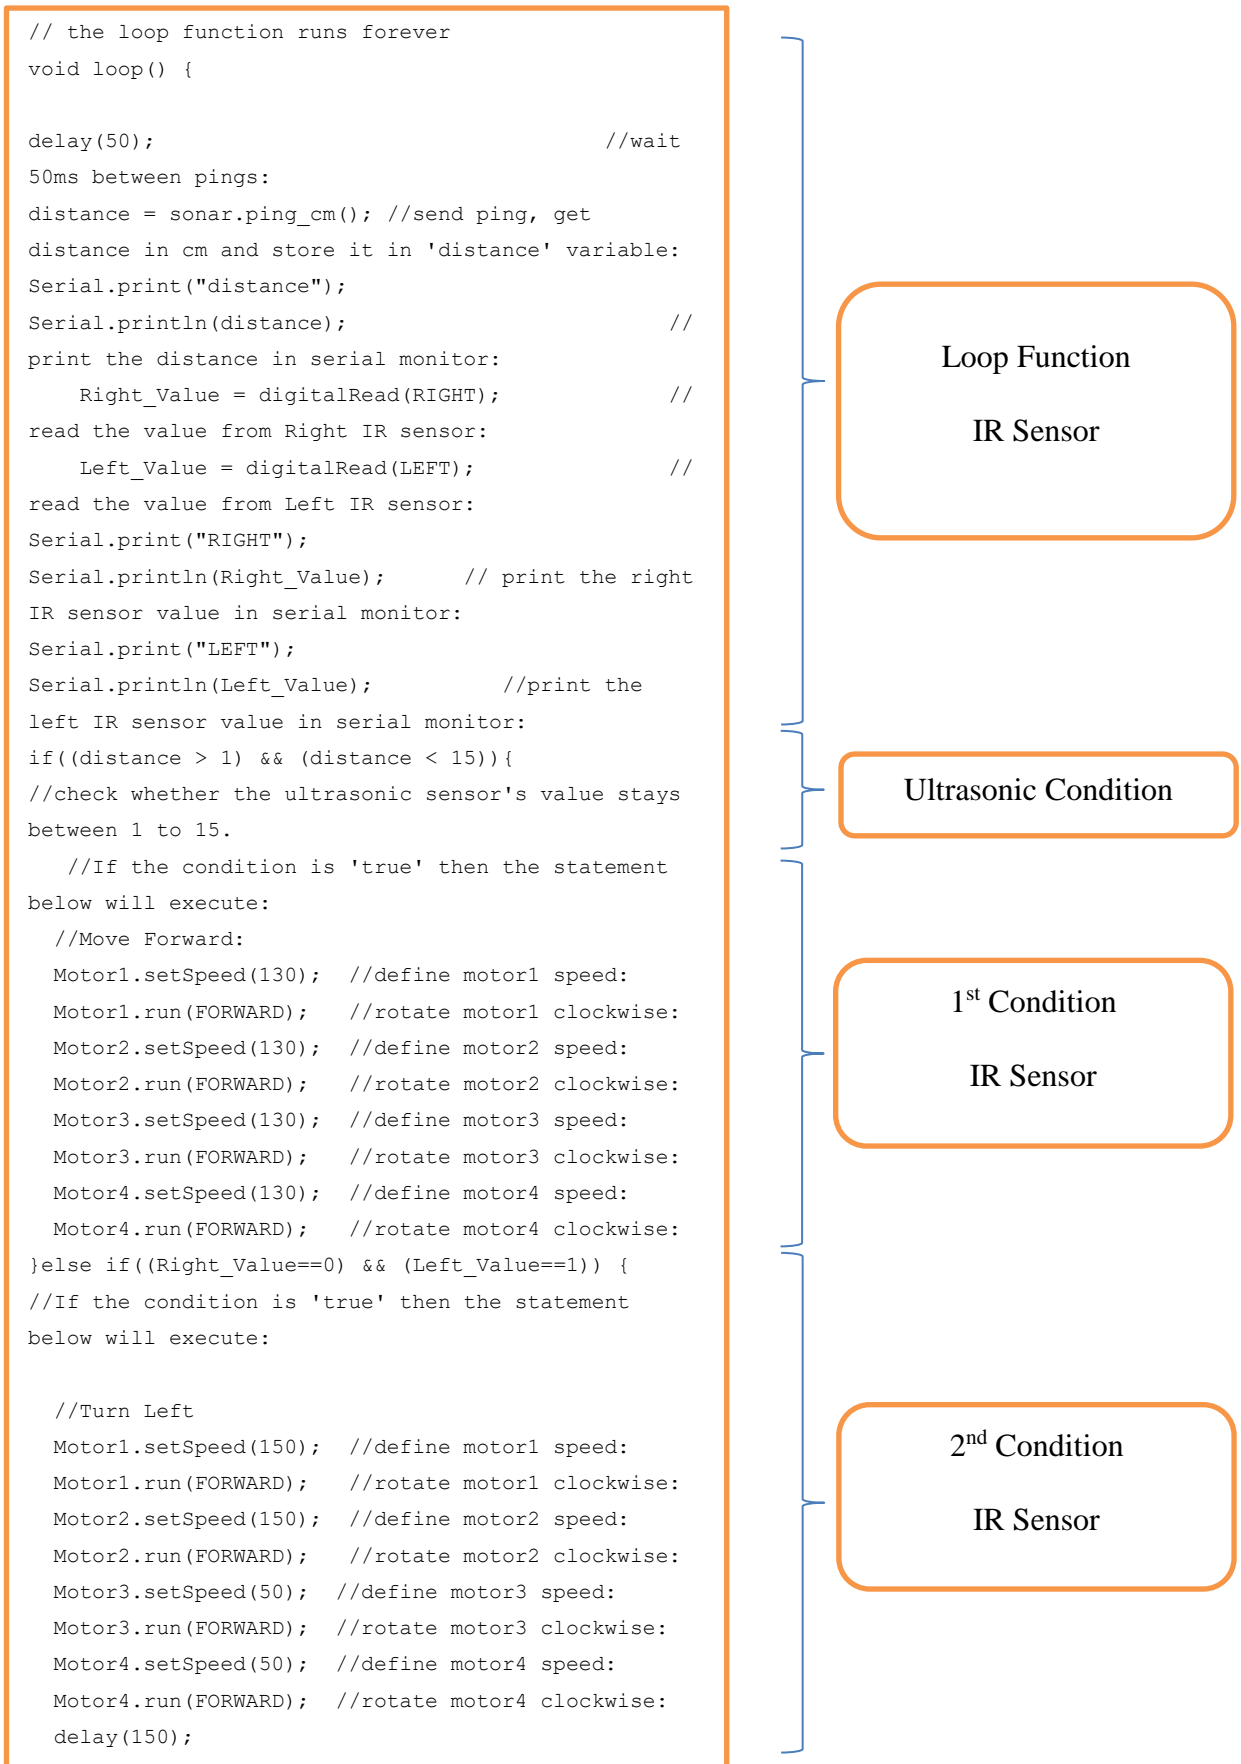 // the loop function runs forever
void loop() {
delay(50); //wait
50ms between pings:
distance = sonar.ping_cm(); //send ping, get
distance in cm and store it in 'distance' variable:
Serial.print("distance");
Serial.println(distance); //
print the distance in serial monitor:
Right_Value = digitalRead(RIGHT); //
read the value from Right IR sensor:
Left_Value = digitalRead(LEFT); //
read the value from Left IR sensor:
Serial.print("RIGHT");
Serial.println(Right_Value); // print the right
IR sensor value in serial monitor:
Serial.print("LEFT");
Serial.println(Left_Value); //print the
left IR sensor value in serial monitor:
if((distance > 1) && (distance < 15)){
//check whether the ultrasonic sensor's value stays
between 1 to 15.
//If the condition is 'true' then the statement
below will execute:
//Move Forward:
Motor1.setSpeed(130); //define motor1 speed:
Motor1.run(FORWARD); //rotate motor1 clockwise:
Motor2.setSpeed(130); //define motor2 speed:
Motor2.run(FORWARD); //rotate motor2 clockwise:
Motor3.setSpeed(130); //define motor3 speed:
Motor3.run(FORWARD); //rotate motor3 clockwise:
Motor4.setSpeed(130); //define motor4 speed:
Motor4.run(FORWARD); //rotate motor4 clockwise:
}else if((Right_Value==0) && (Left_Value==1)) {
//If the condition is 'true' then the statement
below will execute:
//Turn Left
Motor1.setSpeed(150); //define motor1 speed:
Motor1.run(FORWARD); //rotate motor1 clockwise:
Motor2.setSpeed(150); //define motor2 speed:
Motor2.run(FORWARD); //rotate motor2 clockwise:
Motor3.setSpeed(50); //define motor3 speed:
Motor3.run(FORWARD); //rotate motor3 clockwise:
Motor4.setSpeed(50); //define motor4 speed:
Motor4.run(FORWARD); //rotate motor4 clockwise:
delay(150);
Loop Function
IR Sensor
Ultrasonic Condition
1st Condition
IR Sensor
2nd Condition
IR Sensor